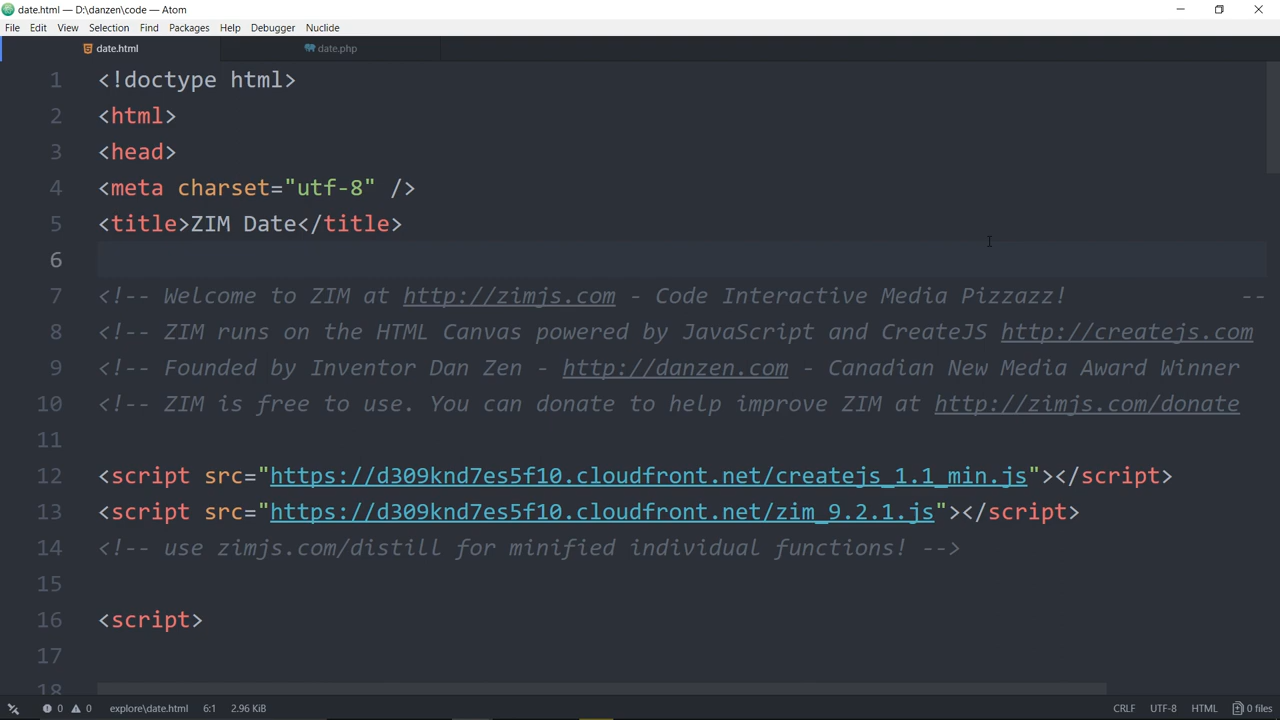 date.html — D:\danzen\code — Atom
File Edit View Selection Find Packages Help Debugger Nuclide
date.html date.php
1 <!doctype html>
2 <html>
3 <head>
4 <meta charset="utf-8" />
5 <title>ZIM Date</title>
6
7 <!-- Welcome to ZIM at http://zimjs.com - Code Interactive Media Pizzazz! --
8 <!-- ZIM runs on the HTML Canvas powered by JavaScript and CreateJS http://createjs.com
9 <!-- Founded by Inventor Dan Zen - http://danzen.com - Canadian New Media Award Winner
10 <!-- ZIM is free to use. You can donate to help improve ZIM at http://zimjs.com/donate
11
12 <script src="https://d309knd7es5f10.cloudfront.net/createjs_1.1_min.js"></script>
13 <script src="https://d309knd7es5f10.cloudfront.net/zim_9.2.1.js"></script>
14 <!-- use zimjs.com/distill for minified individual functions! -->
15
16 <script>
17
18
0 0 explore\date.html 6:1 2.96 KiB CRLF UTF-8 HTML 0 files